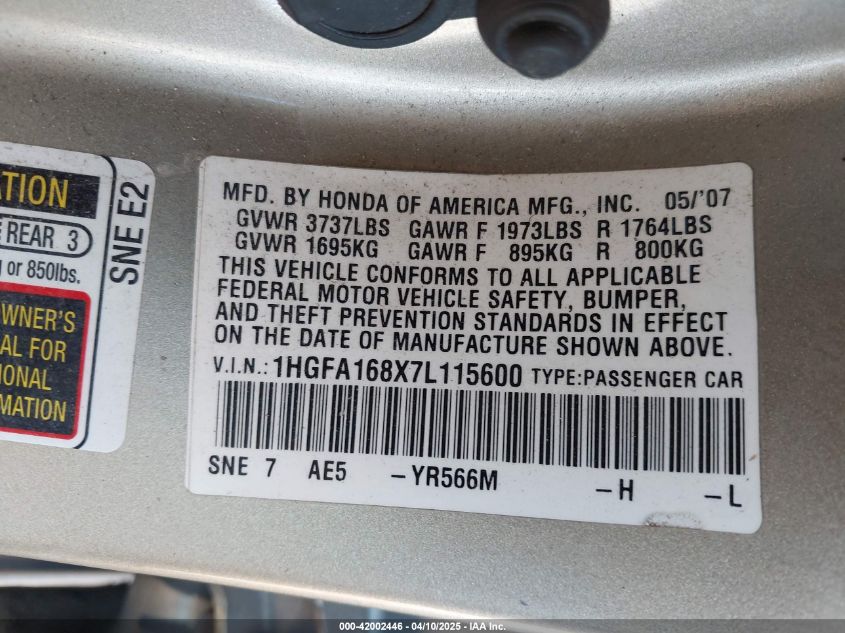 ATION
REAR 3
or 850lbs.
OWNER'S
AL FOR
IONAL
MATION
SNE E2
MFD. BY HONDA OF AMERICA MFG., INC. 05/'07
GVWR 3737LBS GAWR F 1973LBS R 1764LBS
GVWR 1695KG GAWR F 895KG R 800KG
THIS VEHICLE CONFORMS TO ALL APPLICABLE
FEDERAL MOTOR VEHICLE SAFETY, BUMPER,
AND THEFT PREVENTION STANDARDS IN EFFECT
ON THE DATE OF MANUFACTURE SHOWN ABOVE.
V.I.N.: 1HGFA168X7L115600 TYPE:PASSENGER CAR
SNE 7 AE5 -YR566M -H -L
000-42002446 - 04/10/2025 - IAA Inc.